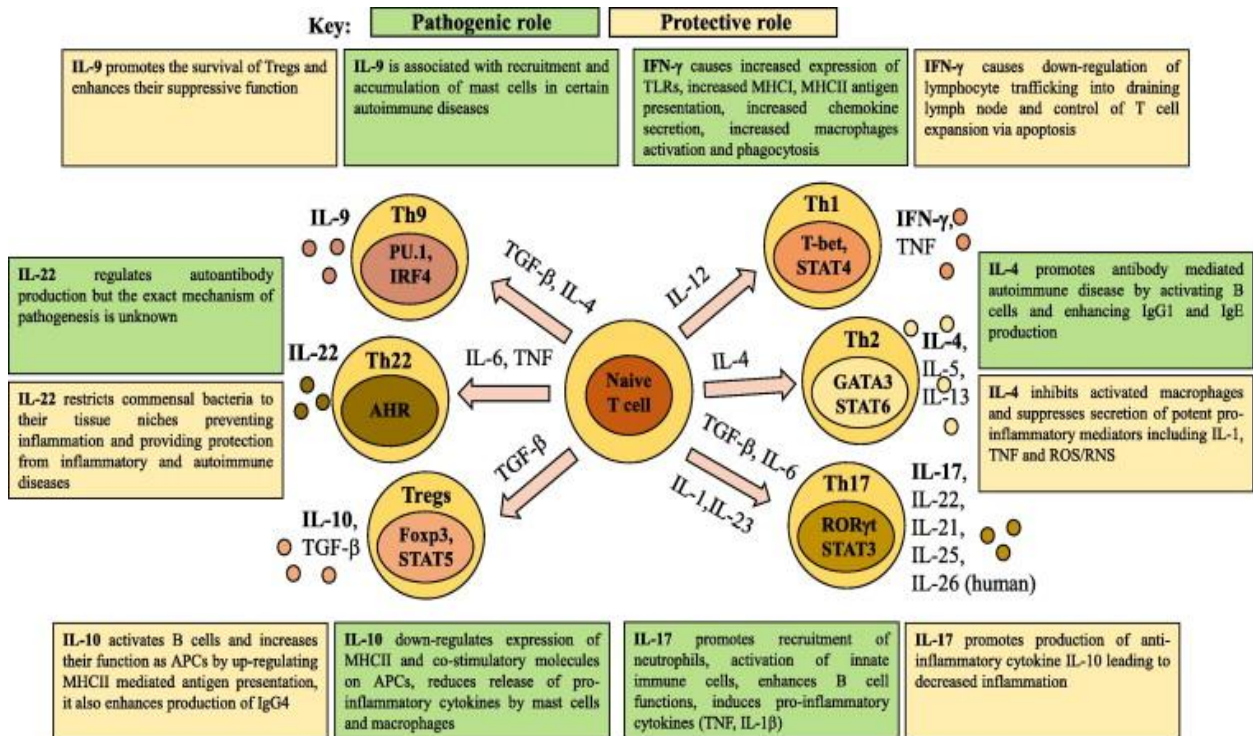 Key: Pathogenic role Protective role
IL-9 promotes the survival of Tregs and
enhances their suppressive function
IL-9 is associated with recruitment and
accumulation of mast cells in certain
autoimmune diseases
IFN-γ causes increased expression of
TLRs, increased MHCI, MHCII antigen
presentation, increased chemokine
secretion, increased macrophages
activation and phagocytosis
IFN-γ causes down-regulation of
lymphocyte trafficking into draining
lymph node and control of T cell
expansion via apoptosis
IL-9
Th9
PU.1,
IRF4
TGF-β, IL-4
IL-12
Th1
T-bet,
STAT4
IFN-γ,
TNF
IL-22 regulates autoantibody
production but the exact mechanism of
pathogenesis is unknown
IL-22 restricts commensal bacteria to
their tissue niches preventing
inflammation and providing protection
from inflammatory and autoimmune
diseases
IL-22
Th22
AHR
IL-6, TNF
Naive
T cell
IL-4
Th2
GATA3
STAT6
IL-4,
IL-5,
IL-13
IL-4 promotes antibody mediated
autoimmune disease by activating B
cells and enhancing IgG1 and IgE
production
IL-4 inhibits activated macrophages
and suppresses secretion of potent pro-
inflammatory mediators including IL-1,
TNF and ROS/RNS
IL-10,
TGF-β
Tregs
Foxp3,
STAT5
TGF-β
TGF-β, IL-6
IL-1,IL-23
Th17
RORγt
STAT3
IL-17,
IL-22,
IL-21,
IL-25,
IL-26 (human)
IL-10 activates B cells and increases
their function as APCs by up-regulating
MHCII mediated antigen presentation,
it also enhances production of IgG4
IL-10 down-regulates expression of
MHCII and co-stimulatory molecules
on APCs, reduces release of pro-
inflammatory cytokines by mast cells
and macrophages
IL-17 promotes recruitment of
neutrophils, activation of innate
immune cells, enhances B cell
functions, induces pro-inflammatory
cytokines (TNF, IL-1β)
IL-17 promotes production of anti-
inflammatory cytokine IL-10 leading to
decreased inflammation